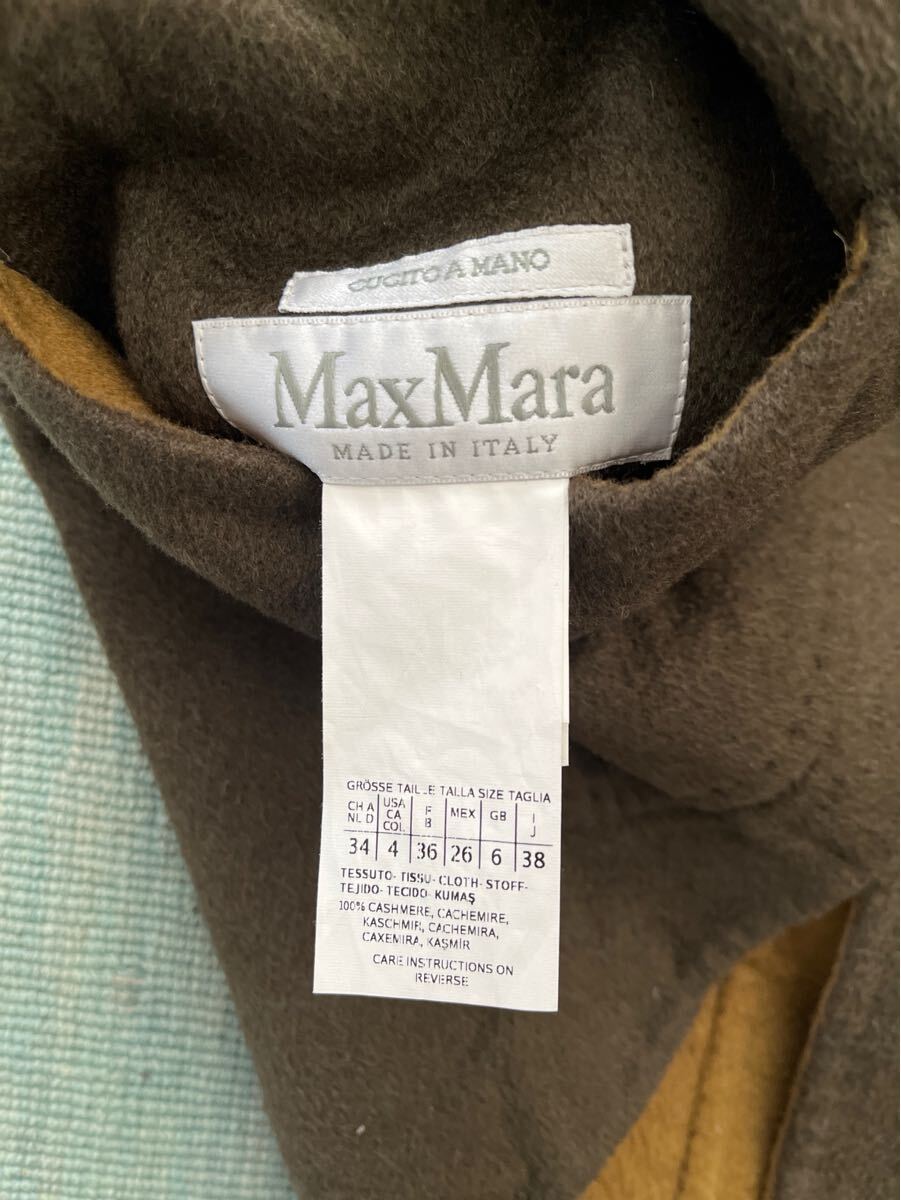 CUCITO A MANO
MaxMara
MADE IN ITALY
GRÖSSE TAILLE TALLA SIZE TAGLIA
CH A NL D USA CA COL F B MEX GB I J
34 4 36 26 6 38
TESSUTO- TISSU- CLOTH- STOFF-
TEJIDO- TECIDO- KUMAŞ
100% CASHMERE, CACHEMIRE,
KASCHMIR, CACHEMIRA,
CAXEMIRA, KAŞMİR
CARE INSTRUCTIONS ON
REVERSE